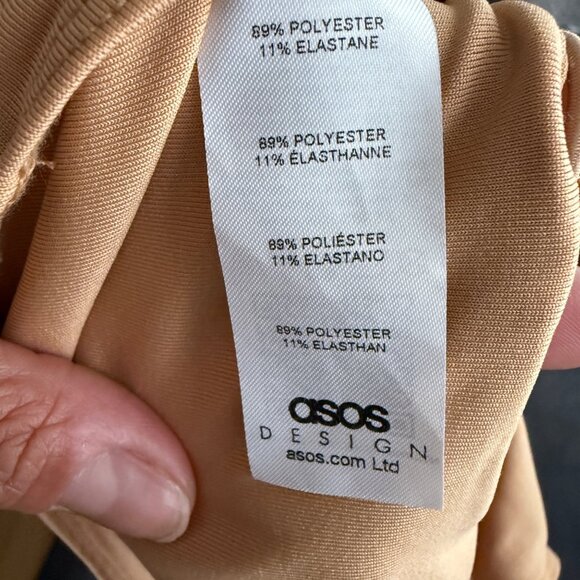 89% POLYESTER
11% ELASTANE
89% POLYESTER
11% ÉLASTHANNE
89% POLIÉSTER
11% ELASTANO
89% POLYESTER
11% ELASTHAN
asos
DESIGN
asos.com Ltd